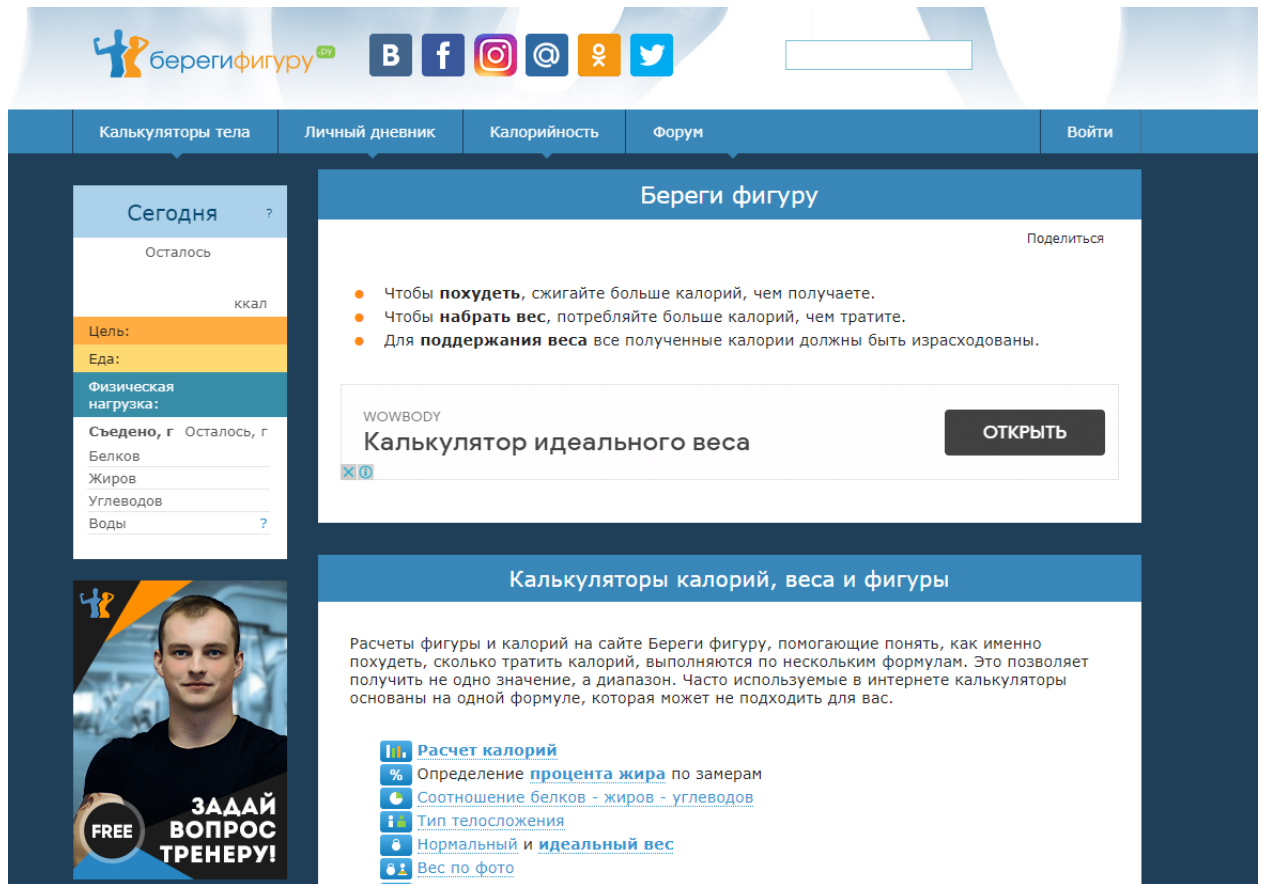 берегифигуру.ру
Калькуляторы тела
Личный дневник
Калорийность
Форум
Войти
Сегодня ?
Осталось
ккал
Цель:
Еда:
Физическая
нагрузка:
Съедено, г Осталось, г
Белков
Жиров
Углеводов
Воды ?
FREE
ЗАДАЙ
ВОПРОС
ТРЕНЕРУ!
Береги фигуру
Поделиться
Чтобы похудеть, сжигайте больше калорий, чем получаете.
Чтобы набрать вес, потребляйте больше калорий, чем тратите.
Для поддержания веса все полученные калории должны быть израсходованы.
WOWBODY
Калькулятор идеального веса
ОТКРЫТЬ
Калькуляторы калорий, веса и фигуры
Расчеты фигуры и калорий на сайте Береги фигуру, помогающие понять, как именно
похудеть, сколько тратить калорий, выполняются по нескольким формулам. Это позволяет
получить не одно значение, а диапазон. Часто используемые в интернете калькуляторы
основаны на одной формуле, которая может не подходить для вас.
Расчет калорий
% Определение процента жира по замерам
Соотношение белков - жиров - углеводов
Тип телосложения
Нормальный и идеальный вес
Вес по фото